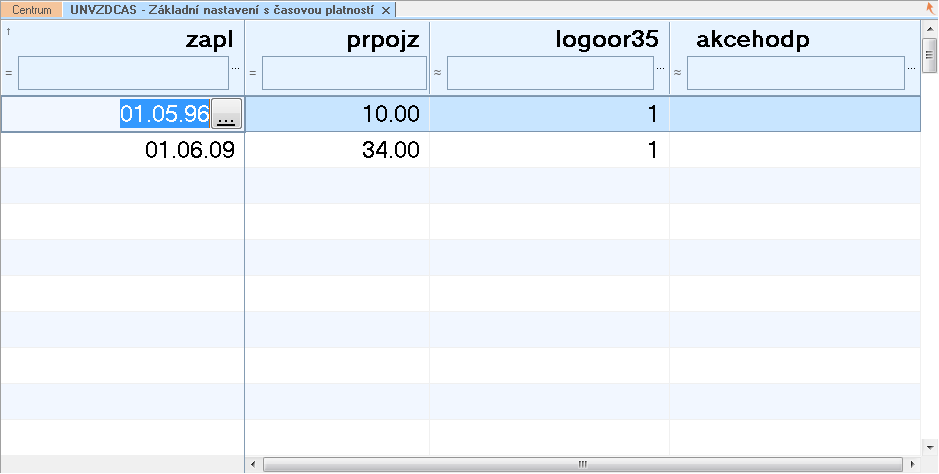 Centrum UNVZDCAS - Základní nastavení s časovou platností
zapl prpojz logoor35 akcehodp
= ... = ≈ ... ≈ ...
01.05.96 ... 10.00 1
01.06.09 34.00 1